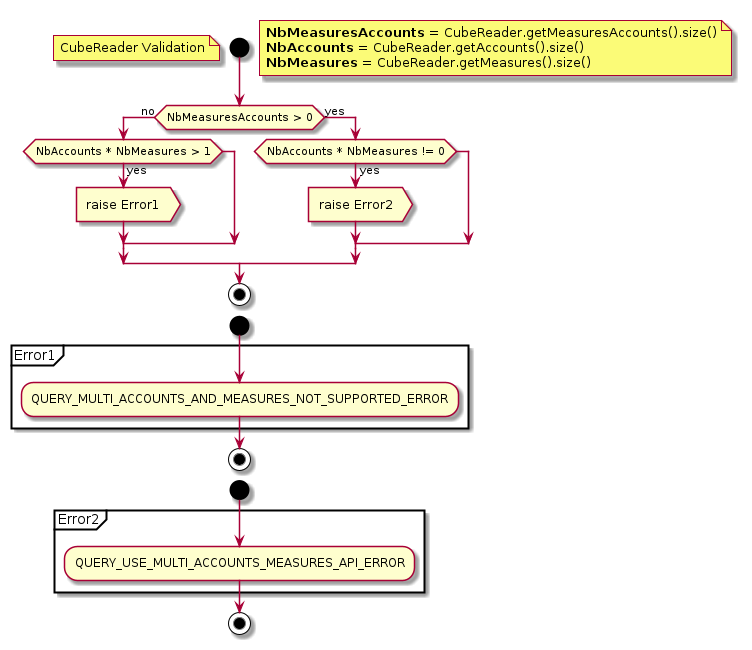 CubeReader Validation
NbMeasuresAccounts = CubeReader.getMeasuresAccounts().size()
NbAccounts = CubeReader.getAccounts().size()
NbMeasures = CubeReader.getMeasures().size()
no
NbMeasuresAccounts > 0
yes
NbAccounts * NbMeasures > 1
NbAccounts * NbMeasures != 0
yes
yes
raise Error1
raise Error2
Error1
QUERY_MULTI_ACCOUNTS_AND_MEASURES_NOT_SUPPORTED_ERROR
Error2
QUERY_USE_MULTI_ACCOUNTS_MEASURES_API_ERROR